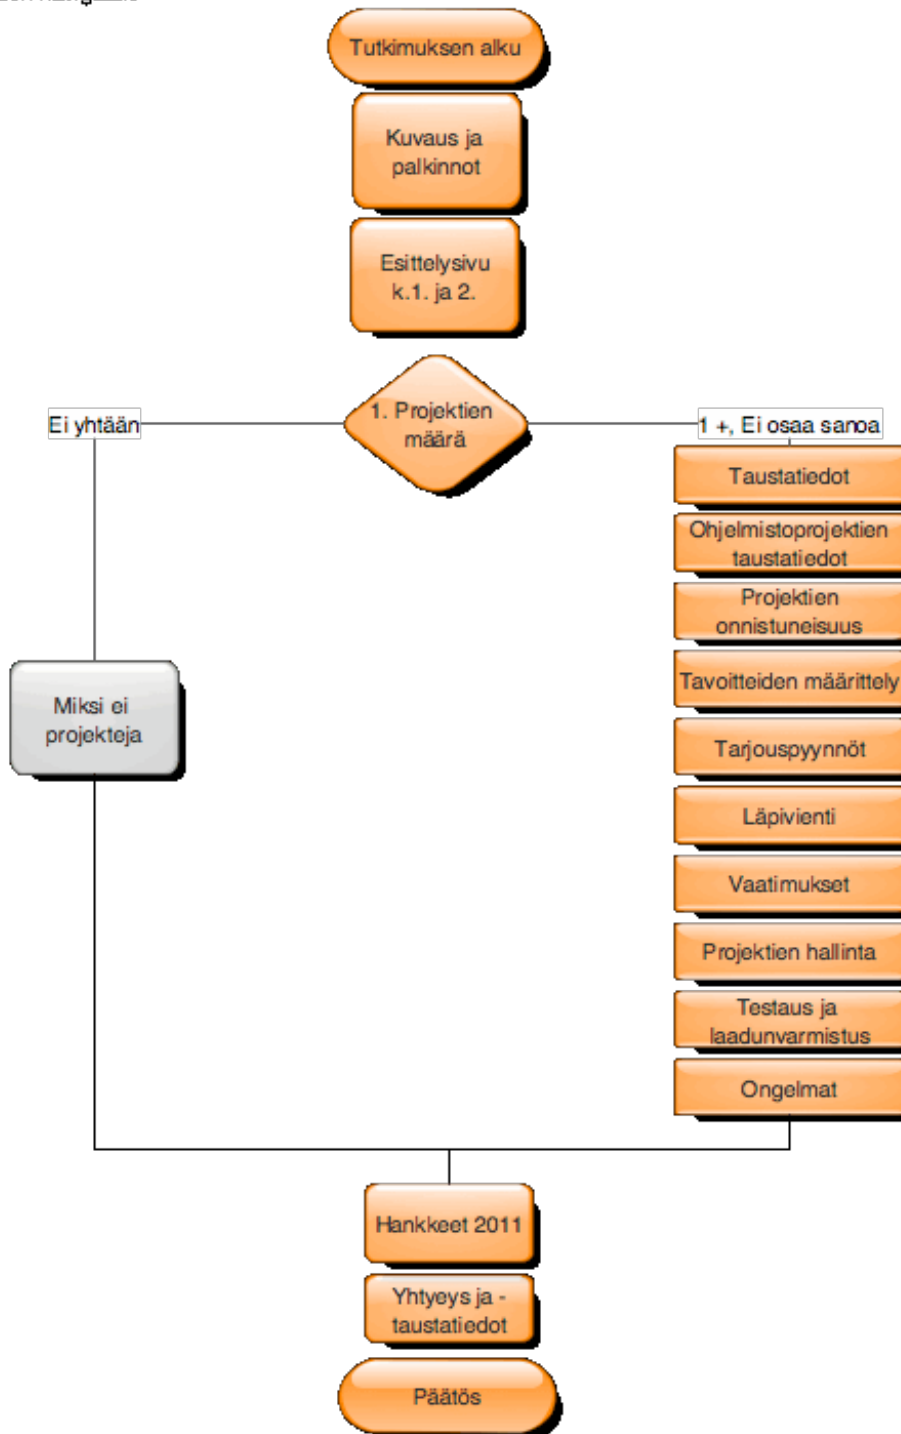 Tutkimuksen alku
Kuvaus ja
palkinnot
Esittelysivu
k.1. ja 2.
1. Projektien
määrä
Ei yhtään
1 +, Ei osaa sanoa
Taustatiedot
Ohjelmistoprojektien
taustatiedot
Projektien
onnistuneisuus
Tavoitteiden määrittely
Tarjouspyynnöt
Läpivienti
Vaatimukset
Projektien hallinta
Testaus ja
laadunvarmistus
Ongelmat
Miksi ei
projekteja
Hankkeet 2011
Yhtyeys ja -
taustatiedot
Päätös